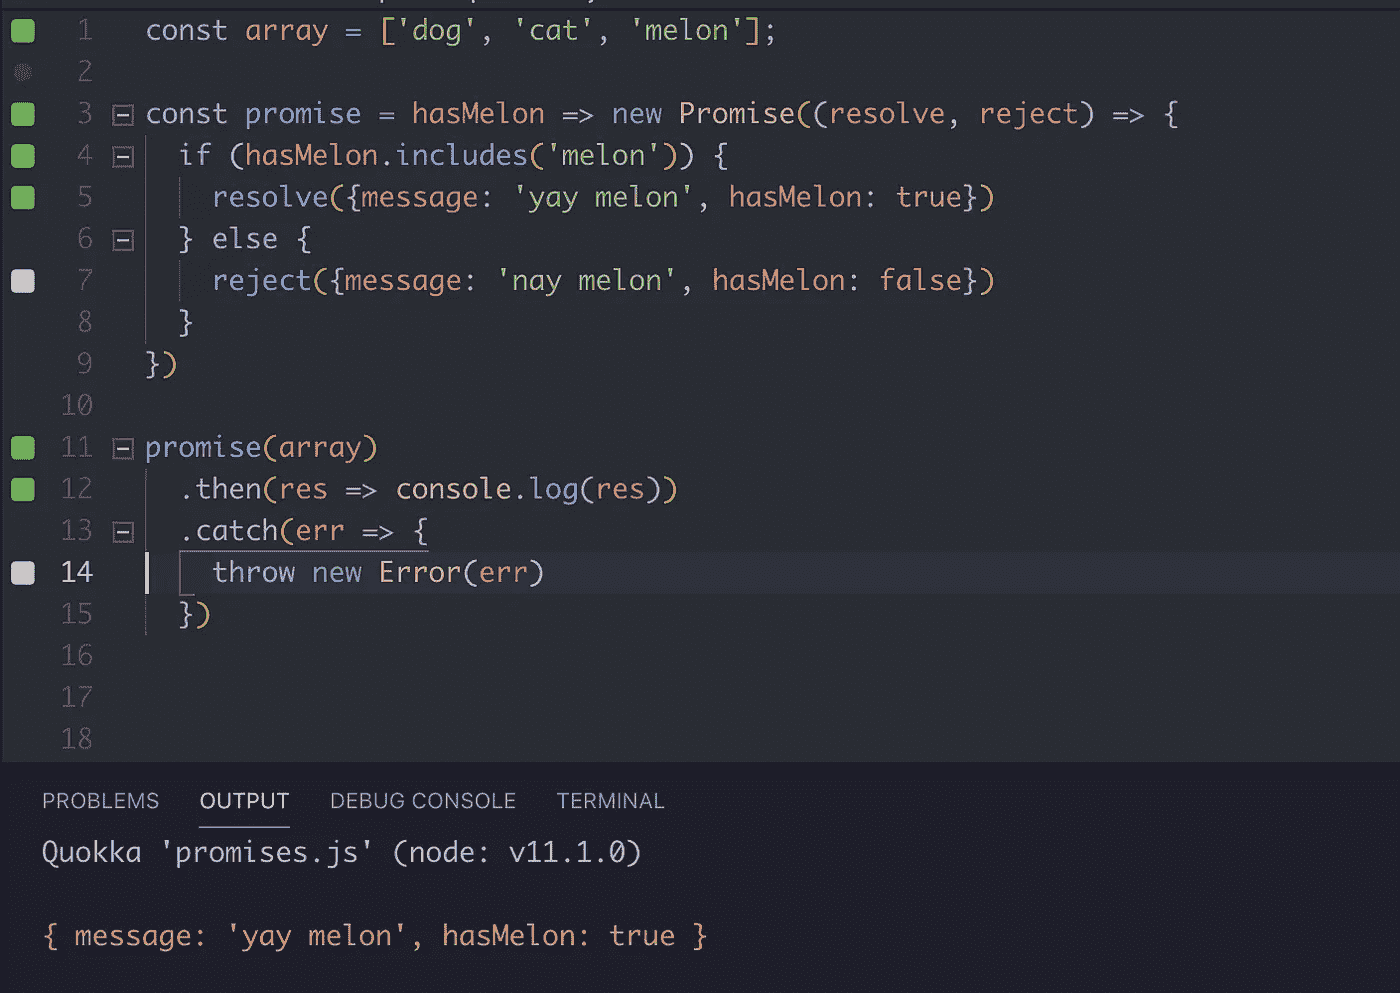 1 const array = ['dog', 'cat', 'melon'];
2
3 const promise = hasMelon => new Promise((resolve, reject) => {
4 if (hasMelon.includes('melon')) {
5 resolve({message: 'yay melon', hasMelon: true})
6 } else {
7 reject({message: 'nay melon', hasMelon: false})
8 }
9 })
10
11 promise(array)
12 .then(res => console.log(res))
13 .catch(err => {
14 throw new Error(err)
15 })
16
17
18
PROBLEMS OUTPUT DEBUG CONSOLE TERMINAL
Quokka 'promises.js' (node: v11.1.0)
{ message: 'yay melon', hasMelon: true }